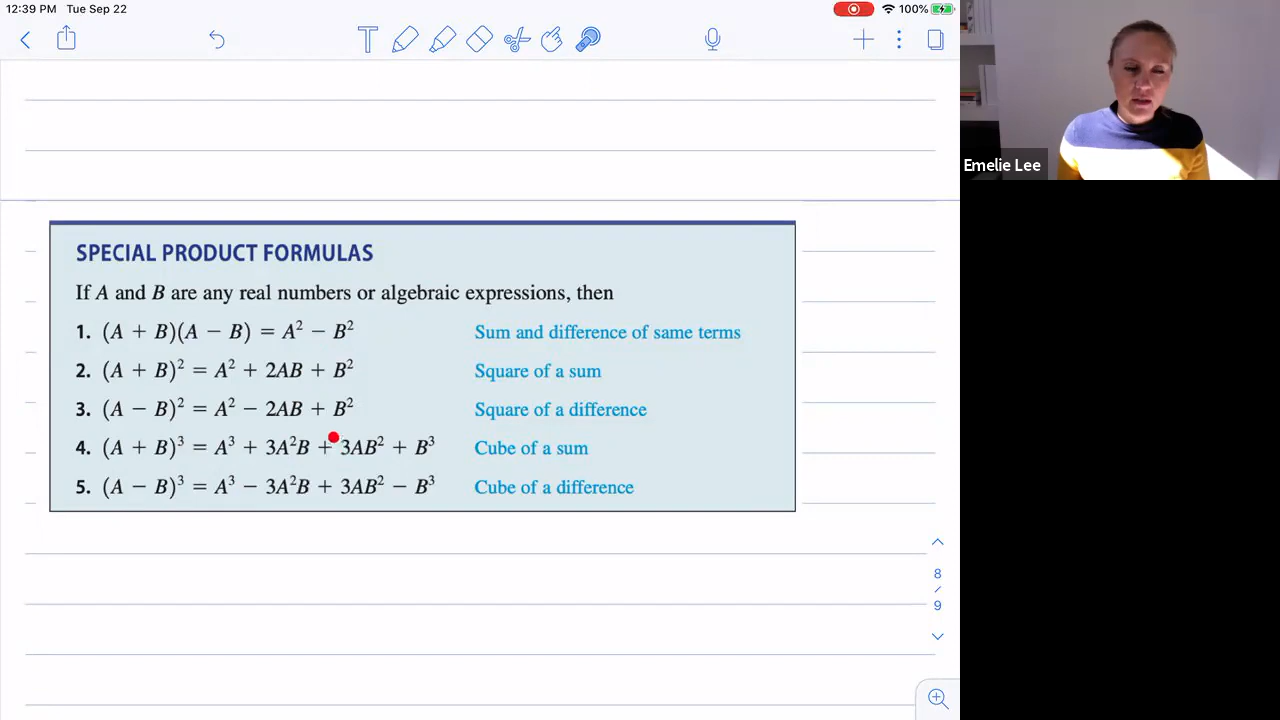 12:39 PM Tue Sep 22
100%
T
Emelie Lee
SPECIAL PRODUCT FORMULAS
If A and B are any real numbers or algebraic expressions, then
1. (A + B)(A − B) = A² − B² Sum and difference of same terms
2. (A + B)² = A² + 2AB + B² Square of a sum
3. (A − B)² = A² − 2AB + B² Square of a difference
4. (A + B)³ = A³ + 3A²B + 3AB² + B³ Cube of a sum
5. (A − B)³ = A³ − 3A²B + 3AB² − B³ Cube of a difference
8
/
9